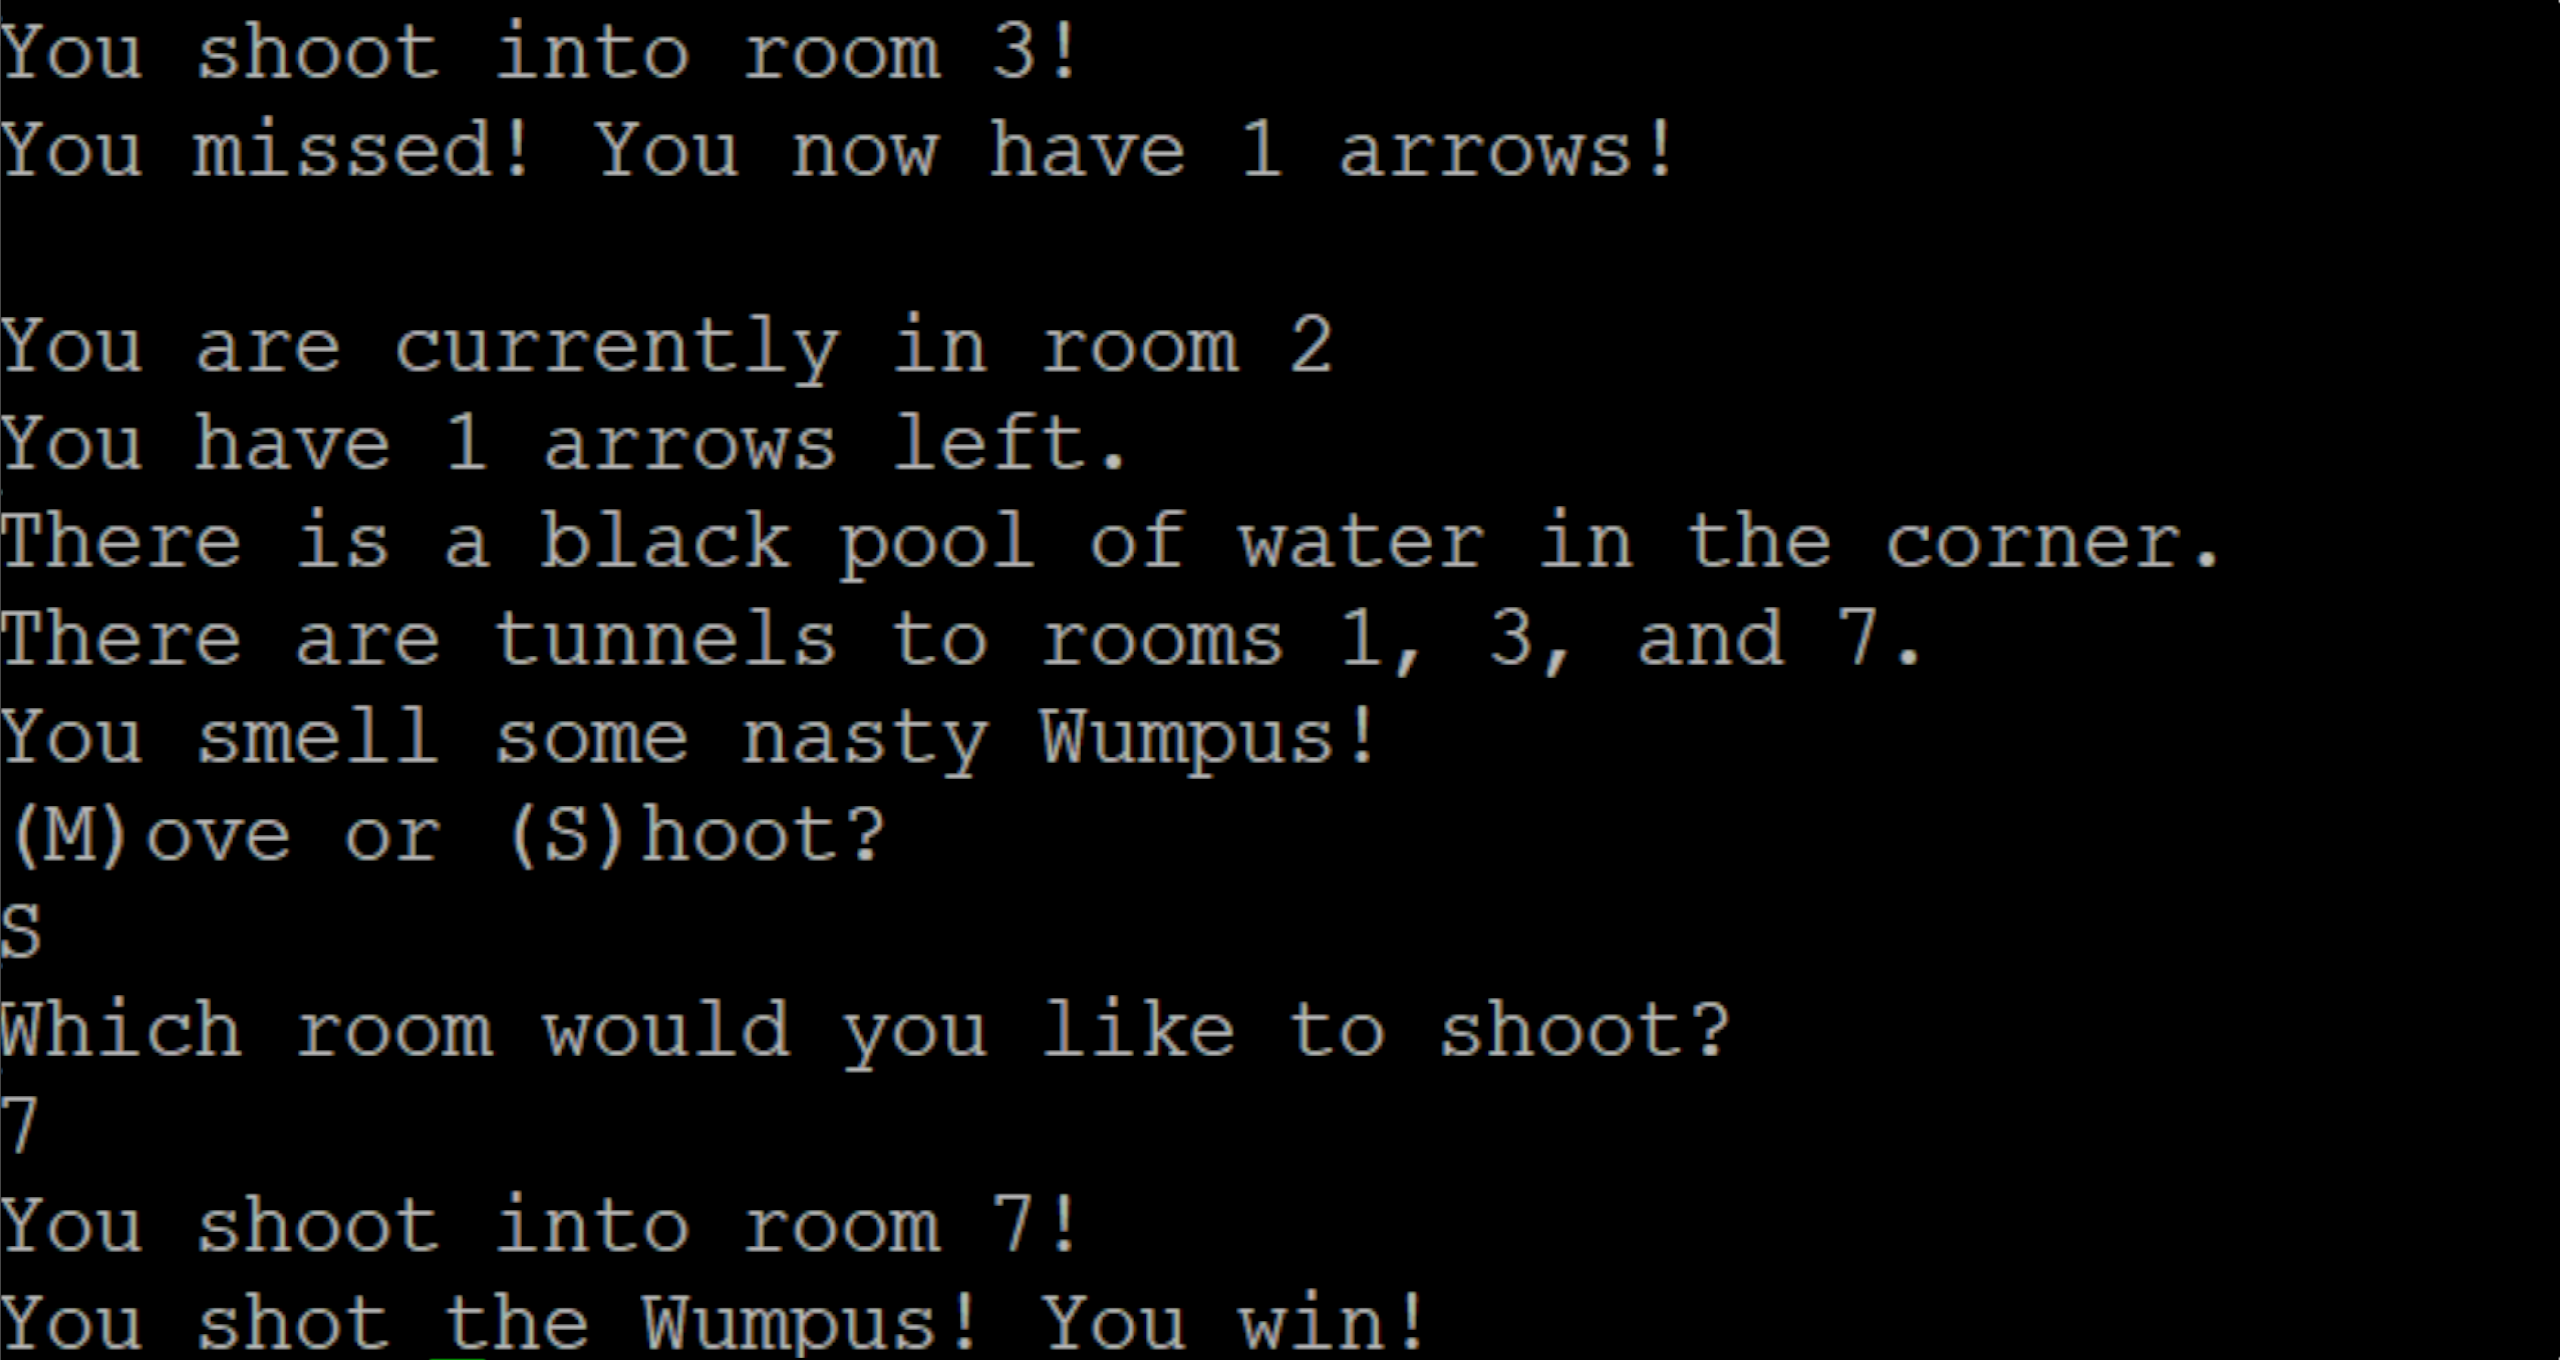 You shoot into room 3!
You missed! You now have 1 arrows!
You are currently in room 2
You have 1 arrows left.
There is a black pool of water in the corner.
There are tunnels to rooms 1, 3, and 7.
You smell some nasty Wumpus!
(M)ove or (S)hoot?
S
Which room would you like to shoot?
7
You shoot into room 7!
You shot the Wumpus! You win!